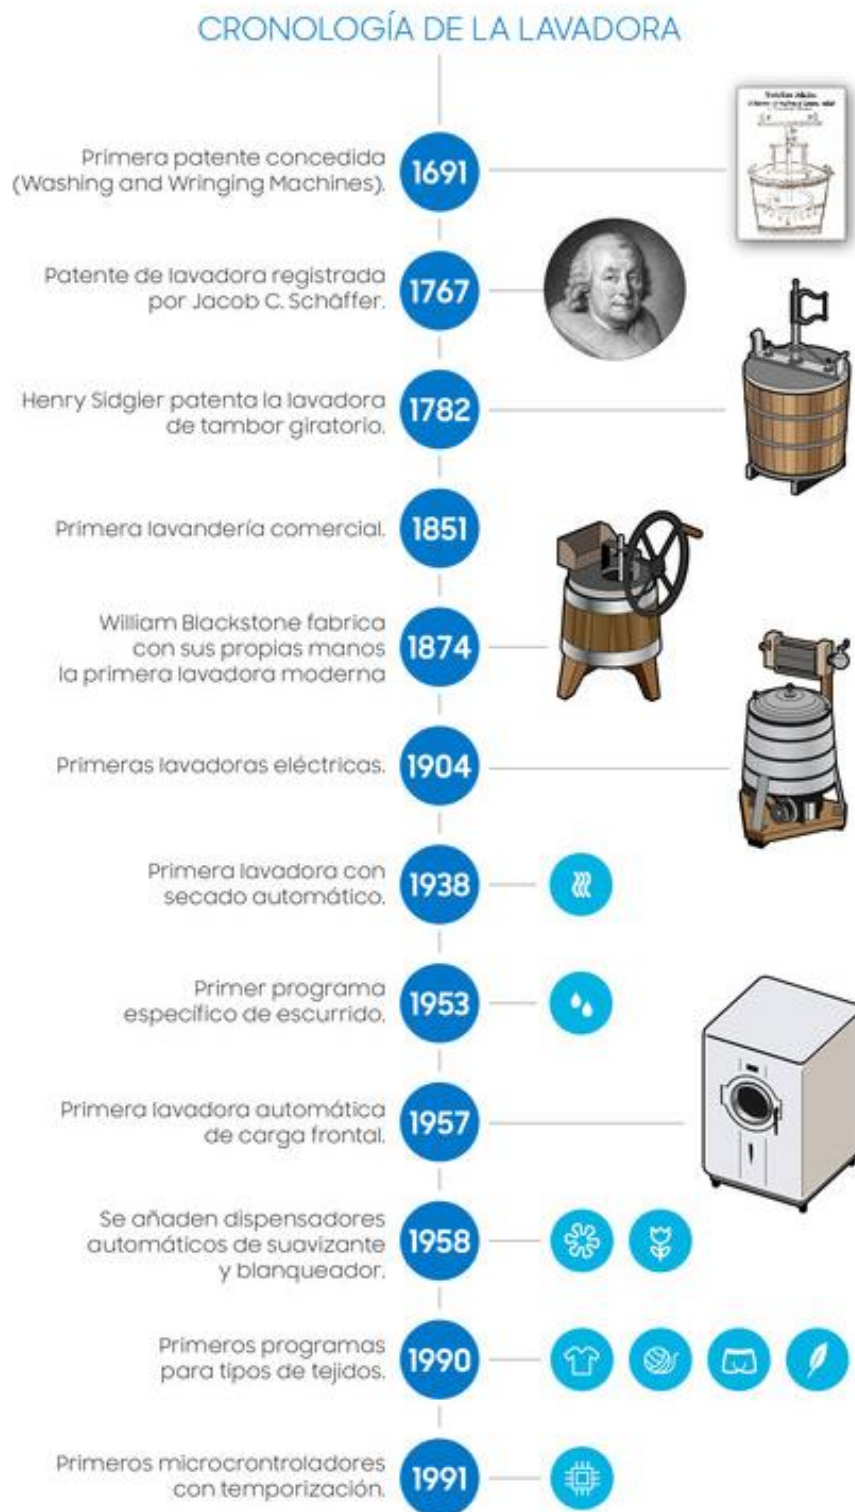 CRONOLOGÍA DE LA LAVADORA
Primera patente concedida
(Washing and Wringing Machines).
1691
Patente de lavadora registrada
por Jacob C. Schäffer.
1767
Henry Sidgier patenta la lavadora
de tambor giratorio.
1782
Primera lavandería comercial.
1851
William Blackstone fabrica
con sus propias manos
la primera lavadora moderna
1874
Primeras lavadoras eléctricas.
1904
Primera lavadora con
secado automático.
1938
Primer programa
específico de escurrido.
1953
Primera lavadora automática
de carga frontal.
1957
Se añaden dispensadores
automáticos de suavizante
y blanqueador.
1958
Primeros programas
para tipos de tejidos.
1990
Primeros microcrontroladores
con temporización.
1991